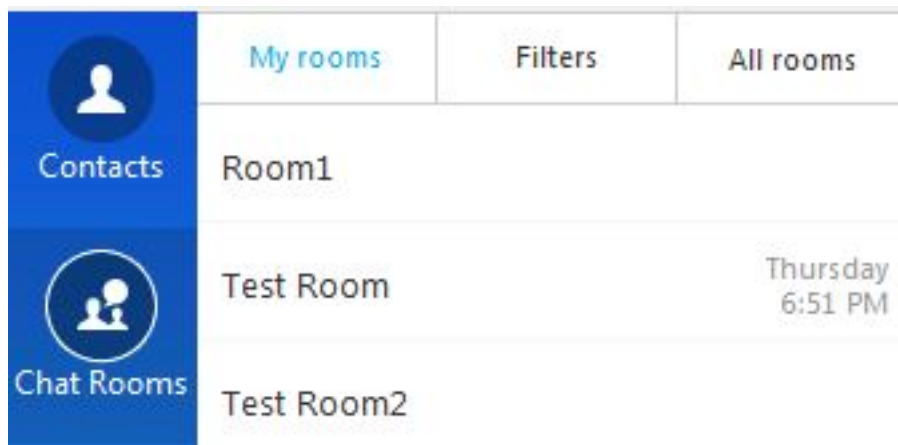 My rooms
Filters
All rooms
Contacts
Room1
Test Room
Thursday
6:51 PM
Chat Rooms
Test Room2